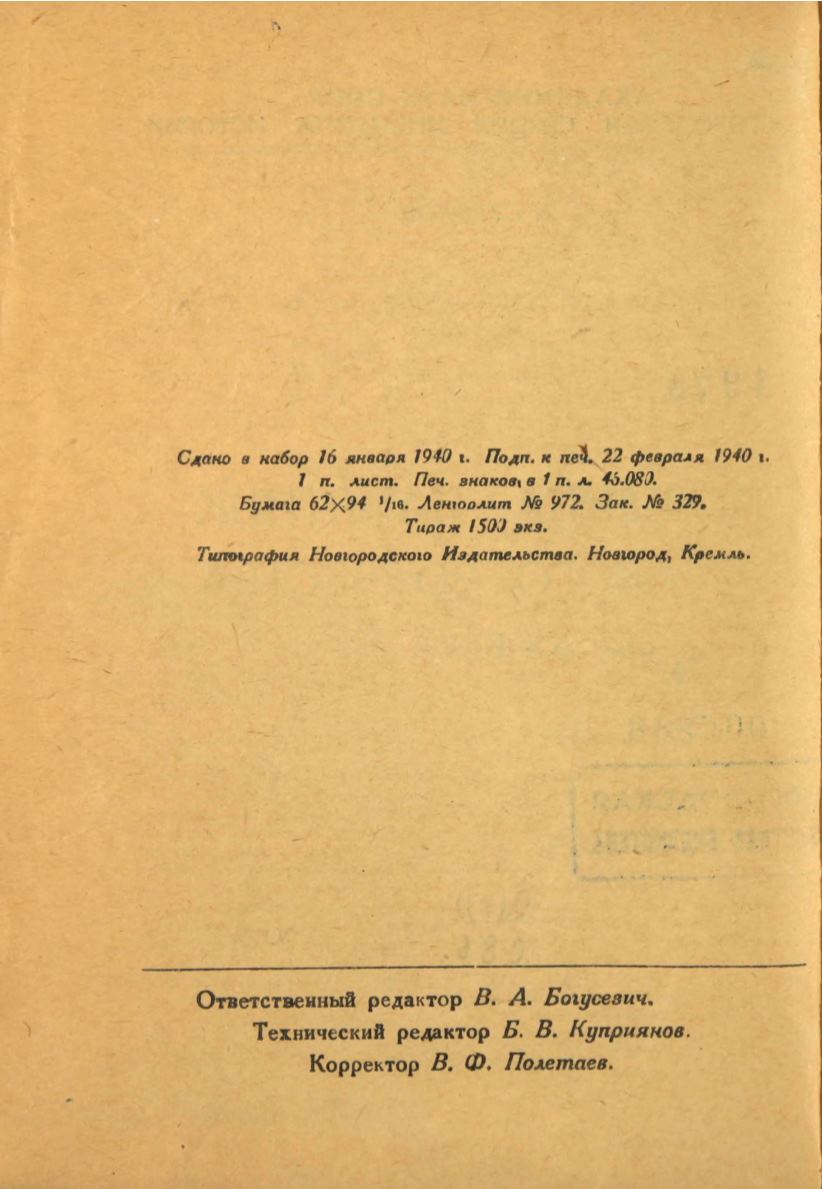 Сдано в набор 16 января 1940 г. Подп. к печ. 22 февраля 1940 г.
1 п. лист. Печ. знаков в 1 п. л. 46.080.
Бумага 62×94 1/16. Ленгорлит № 972. Зак. № 329.
Тираж 1500 экз.
Типография Новгородского Издательства. Новгород, Кремль.
Ответственный редактор В. А. Богусевич.
Технический редактор Б. В. Куприянов.
Корректор В. Ф. Полетаев.